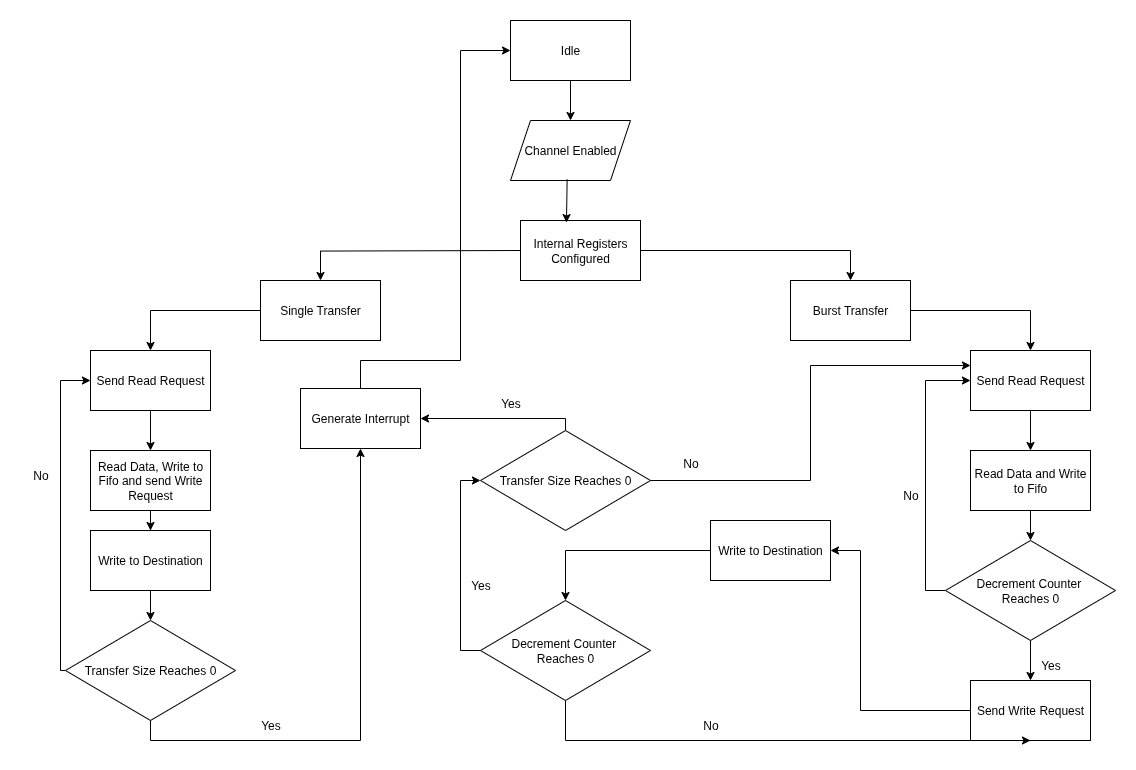 Idle
Channel Enabled
Internal Registers
Configured
Single Transfer
Burst Transfer
Send Read Request
Send Read Request
Generate Interrupt
Yes
Transfer Size Reaches 0
No
No
Read Data, Write to
Fifo and send Write
Request
Read Data and Write
to Fifo
No
Write to Destination
Write to Destination
Yes
Decrement Counter
Reaches 0
Decrement Counter
Reaches 0
Transfer Size Reaches 0
Yes
Send Write Request
Yes
No